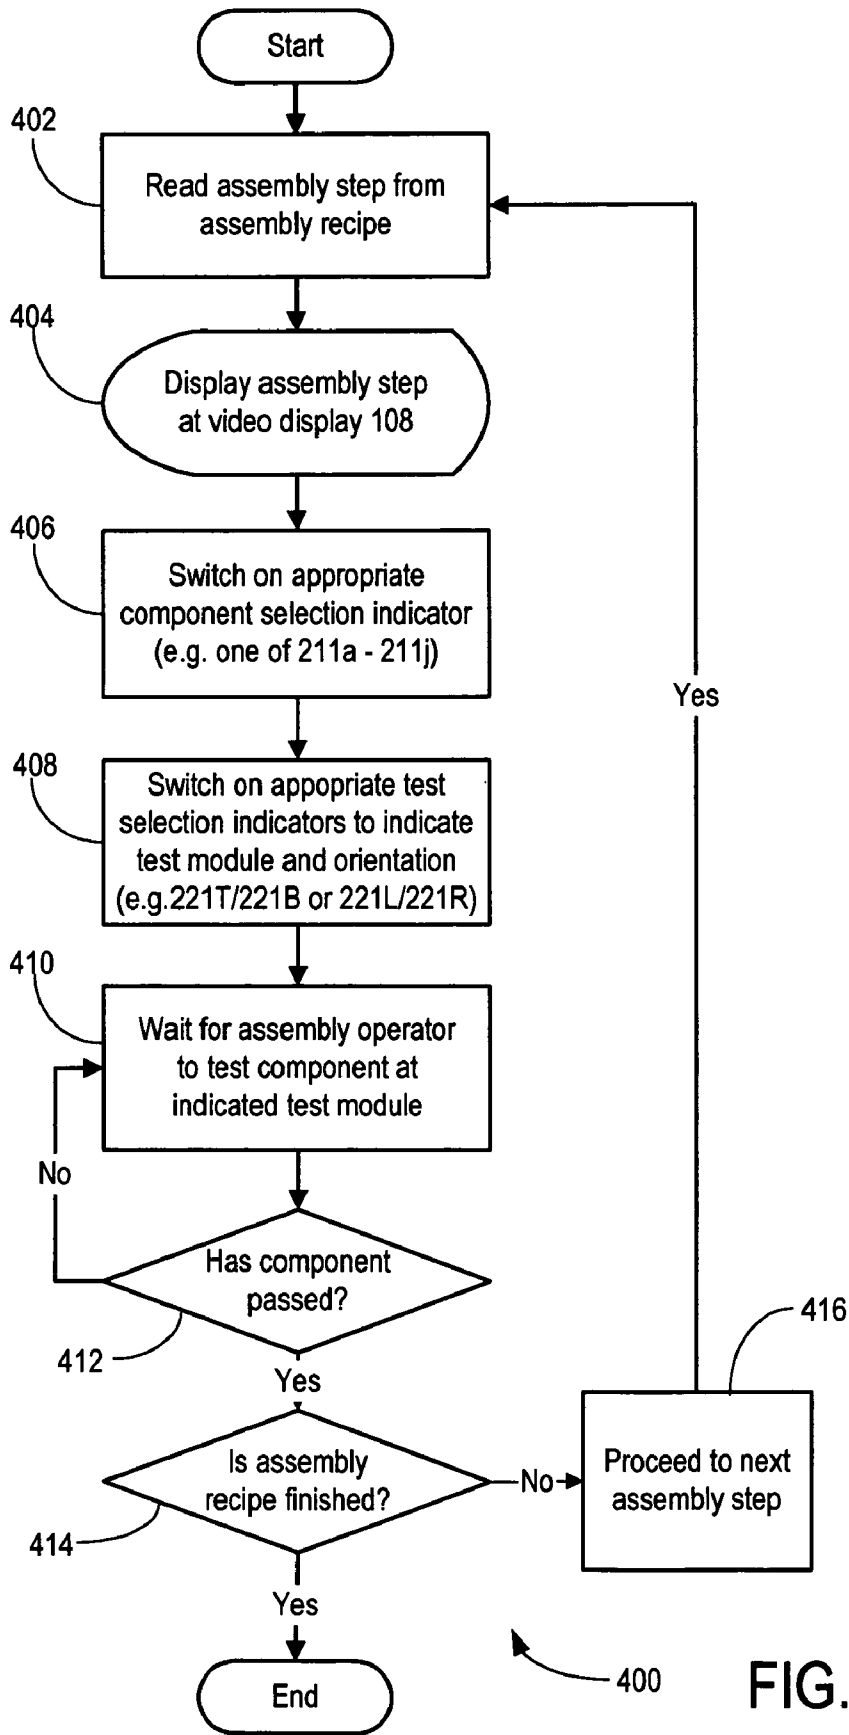 Start
402
Read assembly step from
assembly recipe
404
Display assembly step
at video display 108
406
Switch on appropriate
component selection indicator
(e.g. one of 211a - 211j)
Yes
408
Switch on appopriate test
selection indicators to indicate
test module and orientation
(e.g.221T/221B or 221L/221R)
410
Wait for assembly operator
to test component at
indicated test module
No
Has component
passed?
412
416
Yes
Is assembly
recipe finished?
No
Proceed to next
assembly step
414
Yes
End
400
FIG.